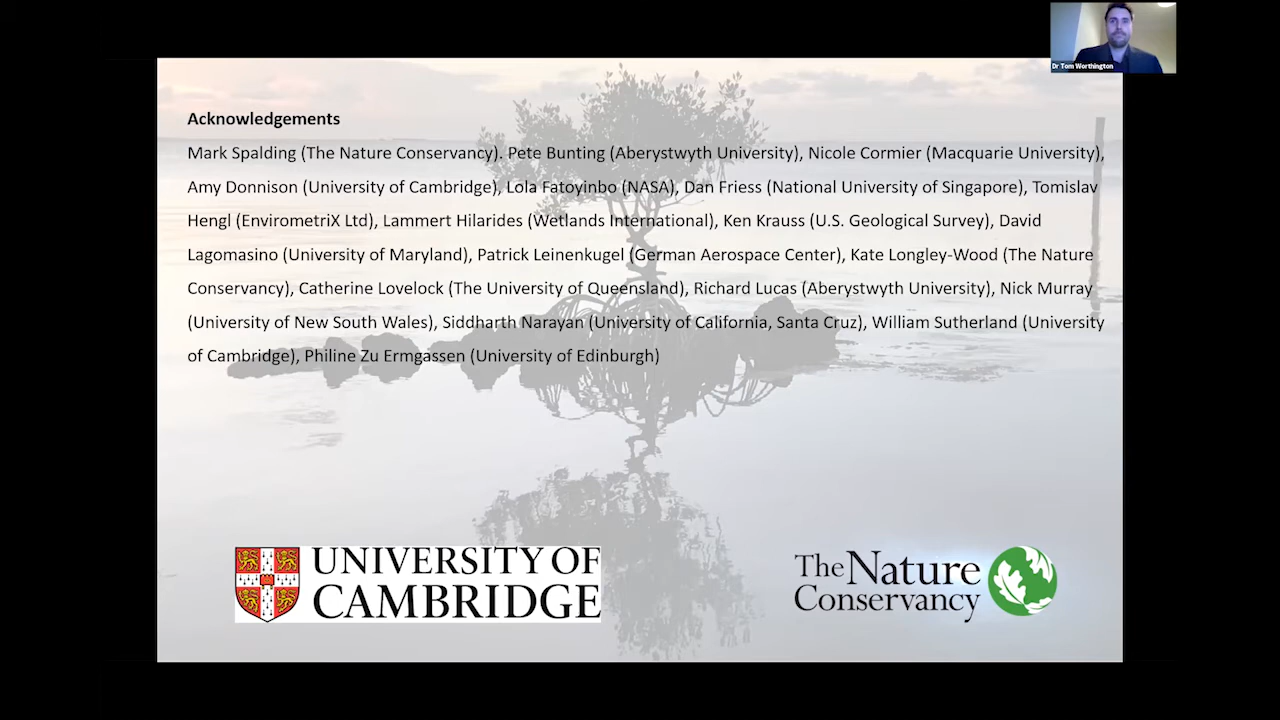 Dr Tom Worthington
Acknowledgements
Mark Spalding (The Nature Conservancy). Pete Bunting (Aberystwyth University), Nicole Cormier (Macquarie University),
Amy Donnison (University of Cambridge), Lola Fatoyinbo (NASA), Dan Friess (National University of Singapore), Tomislav
Hengl (EnvirometriX Ltd), Lammert Hilarides (Wetlands International), Ken Krauss (U.S. Geological Survey), David
Lagomasino (University of Maryland), Patrick Leinenkugel (German Aerospace Center), Kate Longley-Wood (The Nature
Conservancy), Catherine Lovelock (The University of Queensland), Richard Lucas (Aberystwyth University), Nick Murray
(University of New South Wales), Siddharth Narayan (University of California, Santa Cruz), William Sutherland (University
of Cambridge), Philine Zu Ermgassen (University of Edinburgh)
UNIVERSITY OF
CAMBRIDGE
The Nature
Conservancy